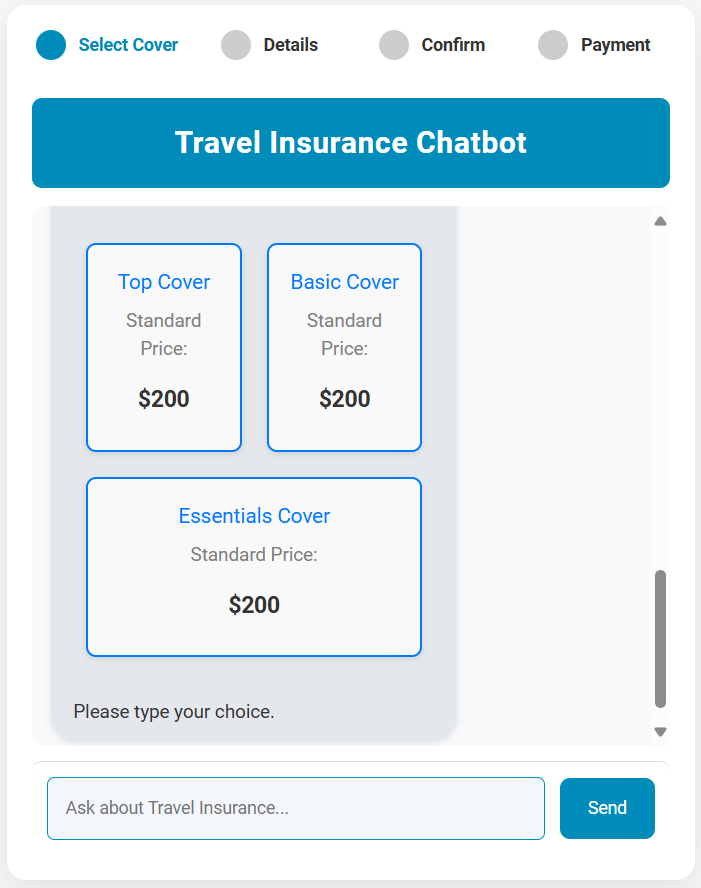 Select Cover
Details
Confirm
Payment
Travel Insurance Chatbot
Top Cover
Standard
Price:
$200
Basic Cover
Standard
Price:
$200
Essentials Cover
Standard Price:
$200
Please type your choice.
Ask about Travel Insurance...
Send